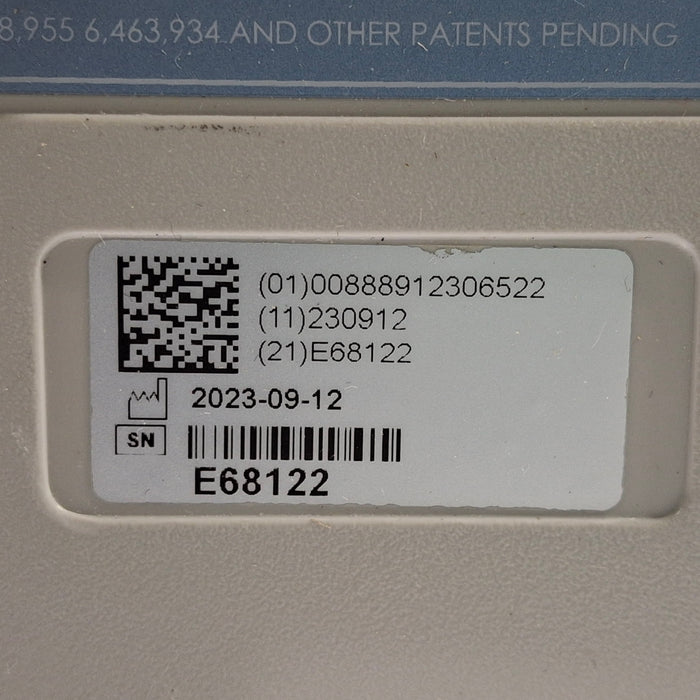 8,955 6,463,934 AND OTHER PATENTS PENDING
(01)00888912306522
(11)230912
(21)E68122
2023-09-12
SN
E68122